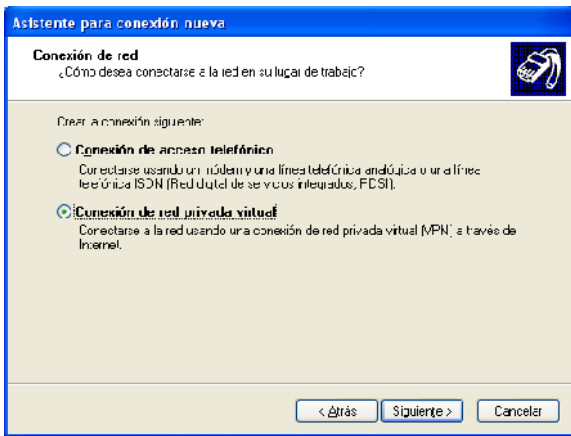 Asistente para conexión nueva
Conexión de red
¿Cómo desea conectarse a la red en su lugar de trabajo?
Crear la conexión siguiente:
Conexión de acceso telefónico
Conectarse usando un módem y una línea telefónica analógica o una línea
telefónica ISDN (Red digital de servicios integrados, RDSI).
Conexión de red privada virtual
Conectarse a la red usando una conexión de red privada virtual (VPN) a través de
Internet.
< Atrás
Siguiente >
Cancelar